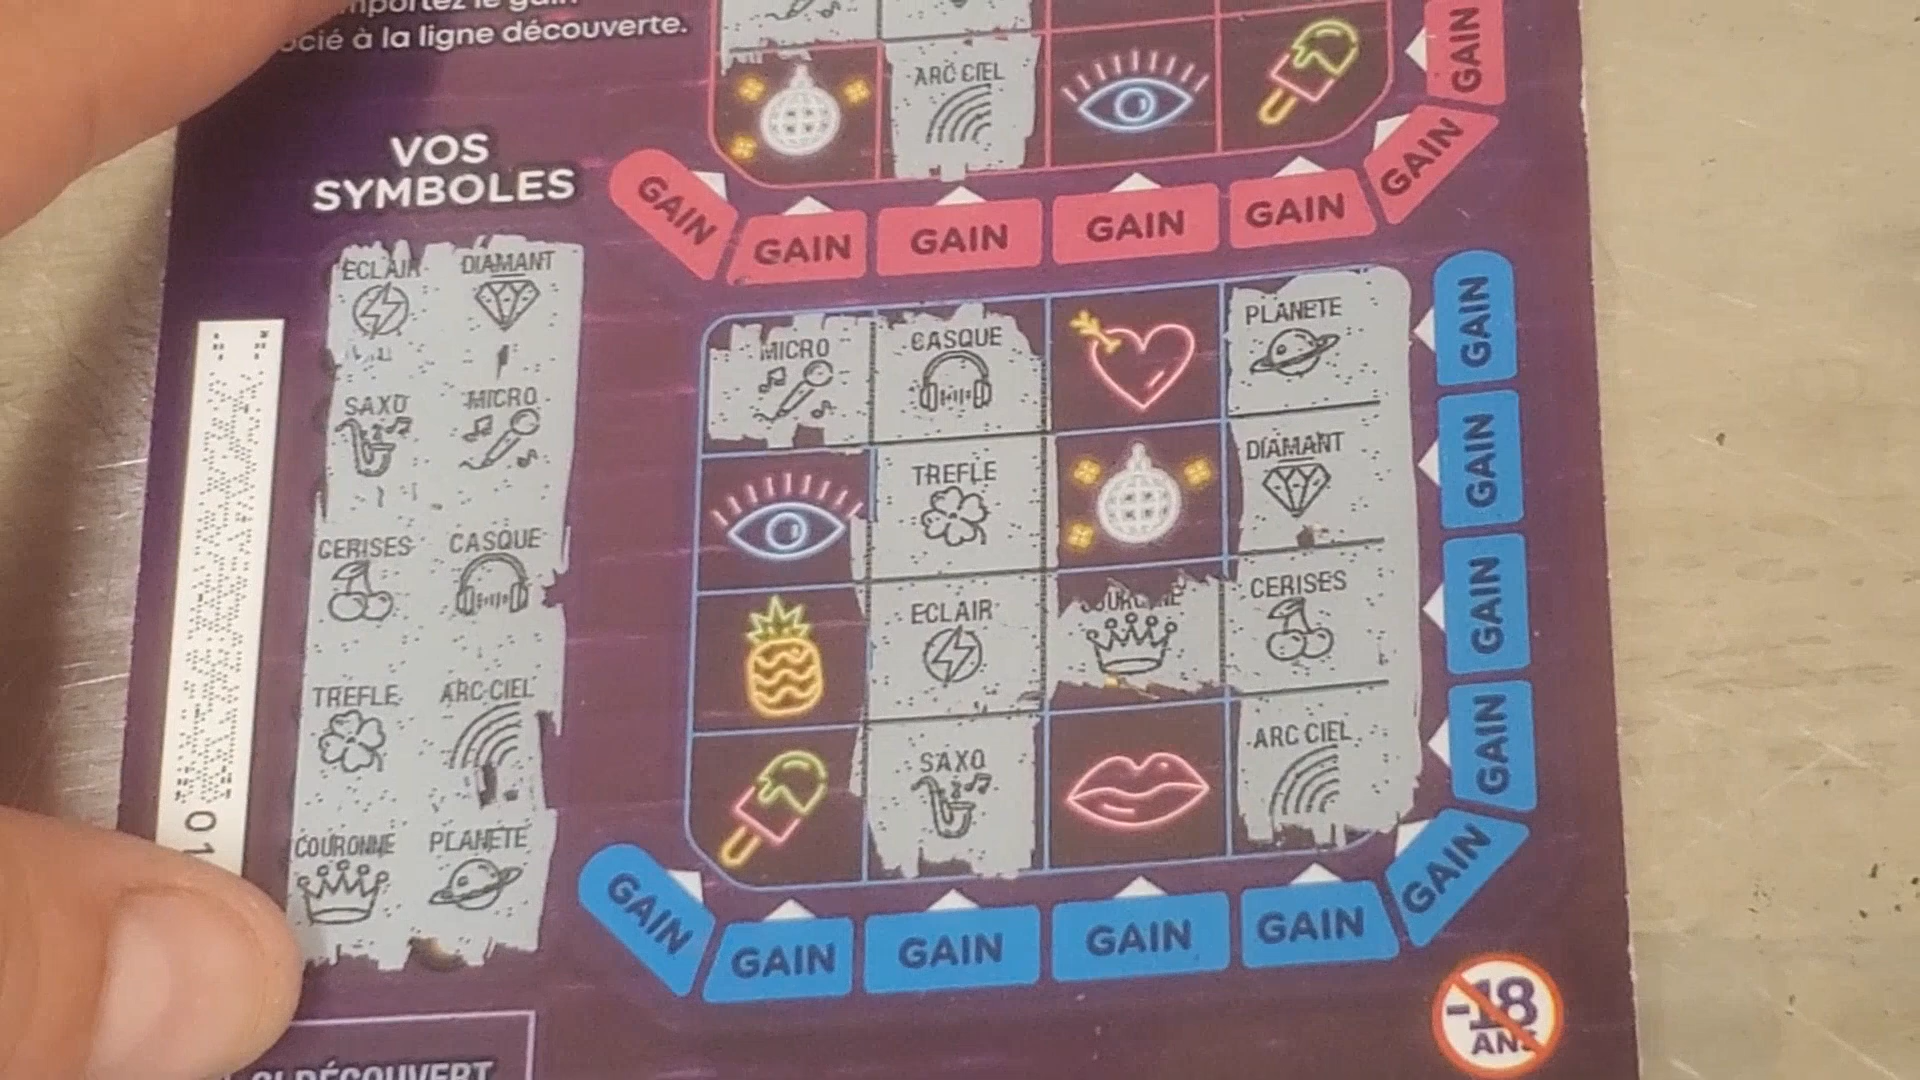 ocié à la ligne découverte.
ARC CIEL
GAIN
GAIN
VOS
SYMBOLES
GAIN
GAIN
GAIN
GAIN
GAIN
ECLAIR DIAMANT
SAXO MICRO
CERISES CASQUE
TREFLE ARC CIEL
COURONNE PLANETE
MICRO CASQUE PLANETE
GAIN
TREFLE DIAMANT
GAIN
ECLAIR CERISES
GAIN
SAXO ARC CIEL
GAIN
GAIN
GAIN
GAIN
GAIN
GAIN
GAIN
01
-18
ANS